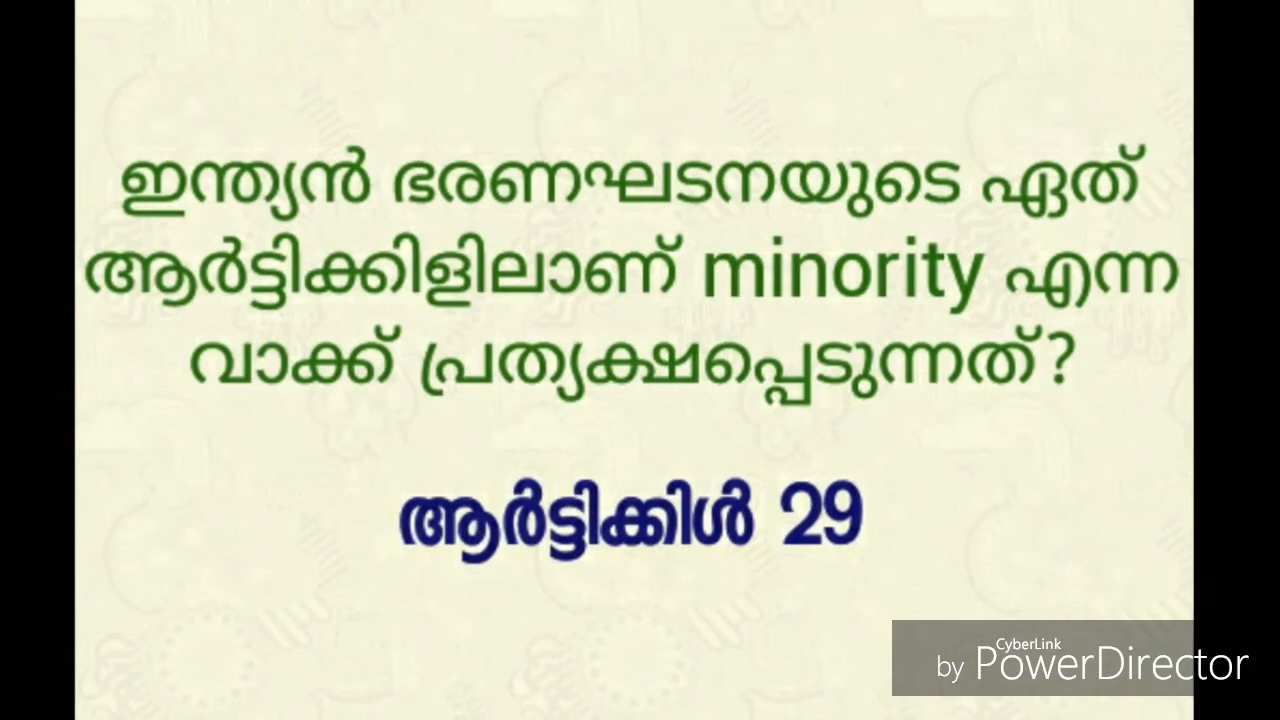 ഇന്ത്യൻ ഭരണഘടനയുടെ ഏത്
ആർട്ടിക്കിളിലാണ് minority എന്ന
വാക്ക് പ്രത്യക്ഷപ്പെടുന്നത്?
ആർട്ടിക്കിൾ 29
CyberLink
by PowerDirector